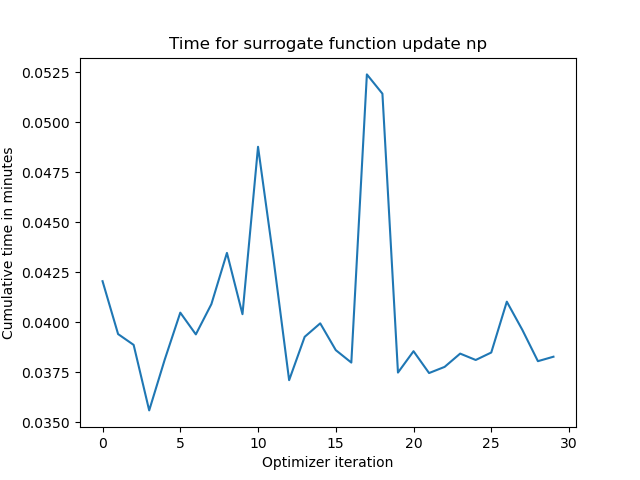 Time for surrogate function update np
Cumulative time in minutes
0.0525
0.0500
0.0475
0.0450
0.0425
0.0400
0.0375
0.0350
0 5 10 15 20 25 30
Optimizer iteration